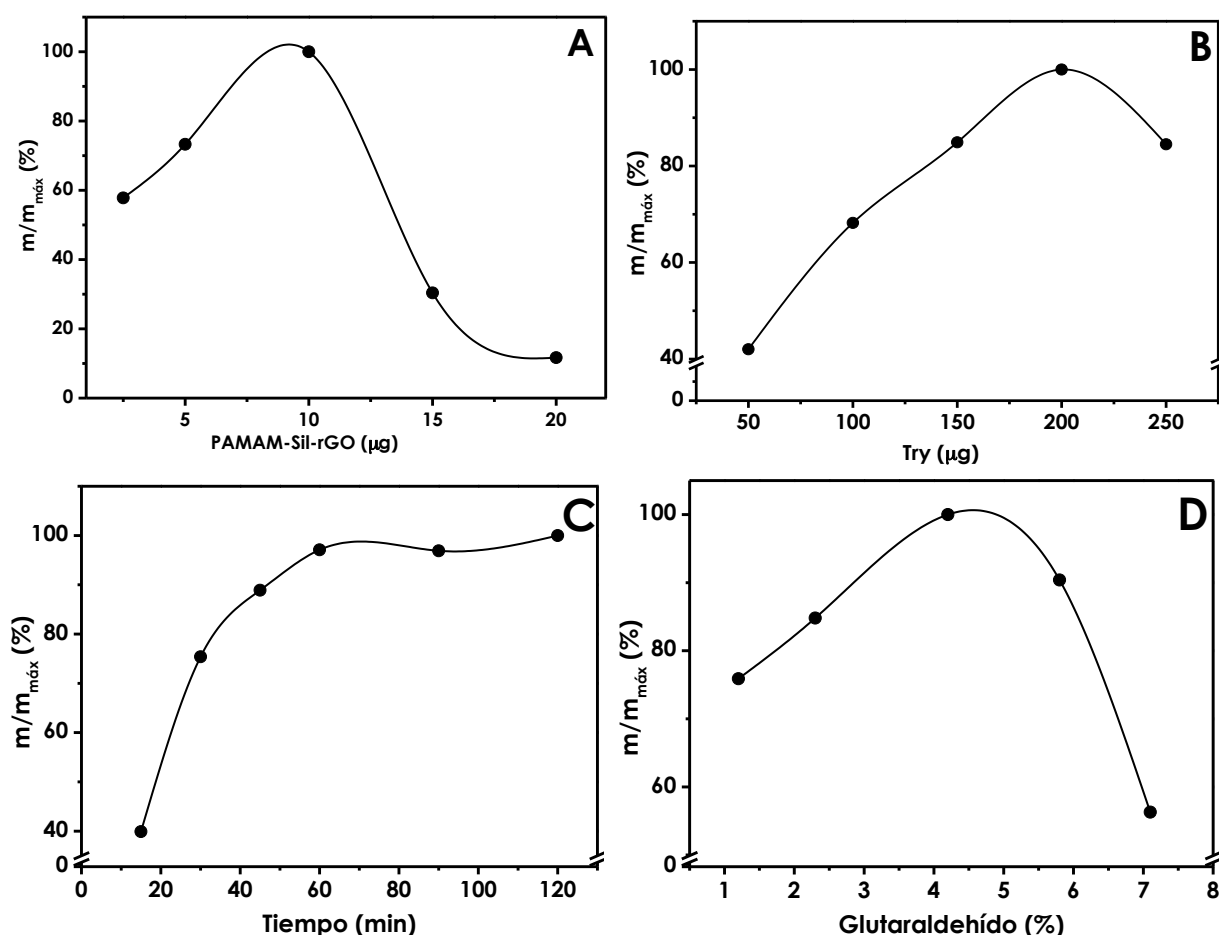 A
m/mmáx (%)
100
80
60
40
20
0
5 10 15 20
PAMAM-Sil-rGO (μg)
B
m/mmáx (%)
100
80
60
40
0
50 100 150 200 250
Try (μg)
C
m/mmáx (%)
100
80
60
40
0
0 20 40 60 80 100 120
Tiempo (min)
D
m/mmáx (%)
100
80
60
0
1 2 3 4 5 6 7 8
Glutaraldehído (%)